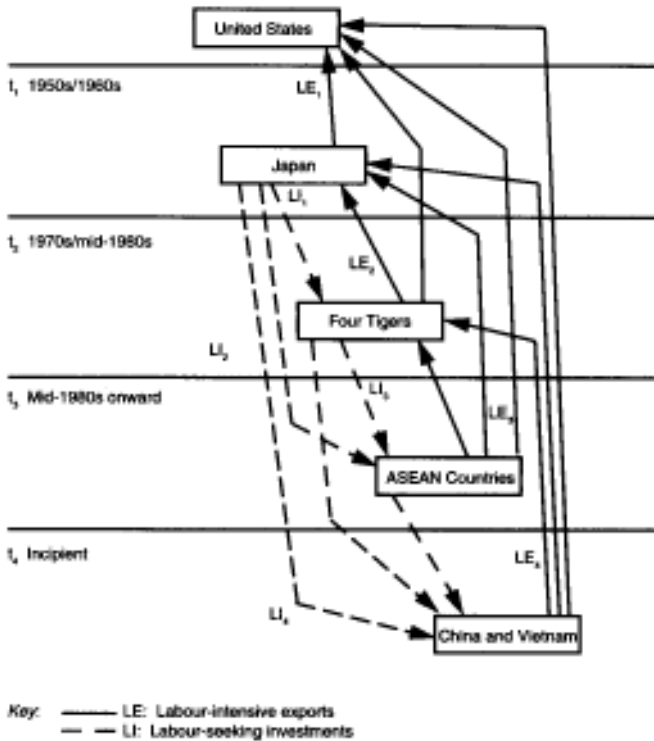 United States
t₁ 1950s/1960s
LE₁
Japan
LI₁
t₂ 1970s/mid-1980s
LE₂
Four Tigers
LI₂
LI₃
t₃ Mid-1980s onward
LE₃
ASEAN Countries
t₄ Incipient
LE₄
LI₄
China and Vietnam
Key: LE: Labour-intensive exports
LI: Labour-seeking investments